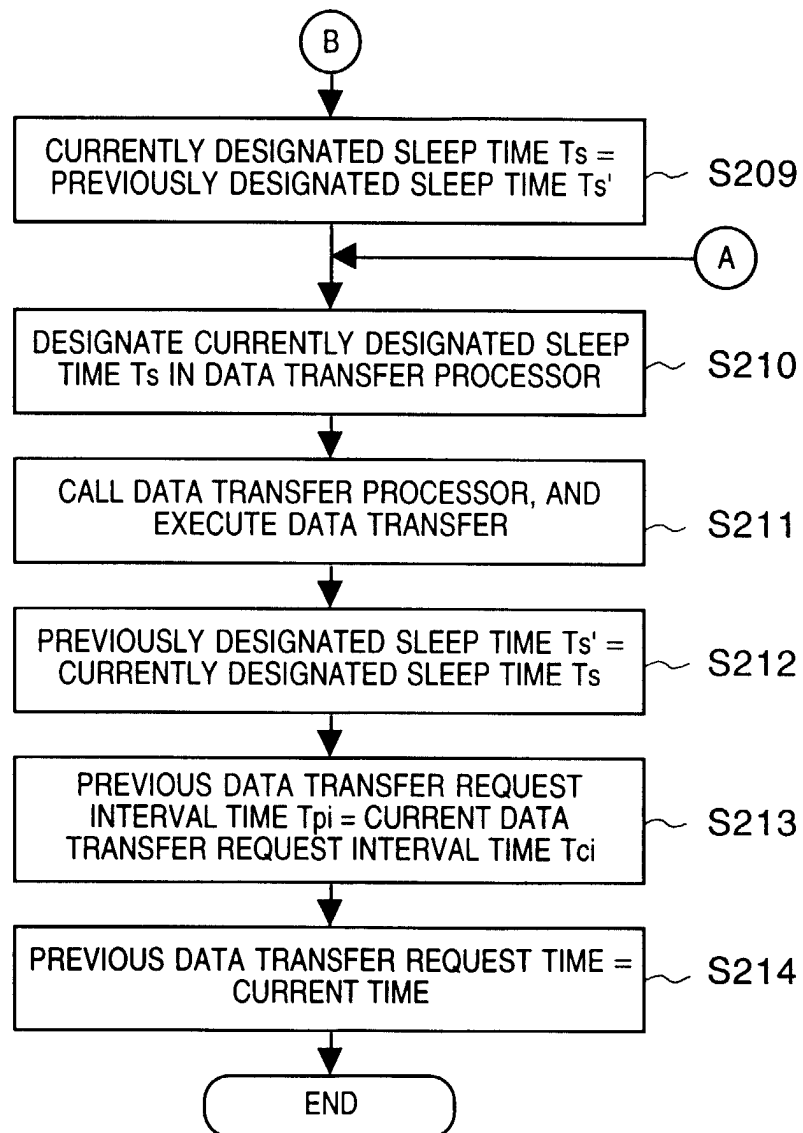 B
CURRENTLY DESIGNATED SLEEP TIME Ts =
PREVIOUSLY DESIGNATED SLEEP TIME Ts'
S209
A
DESIGNATE CURRENTLY DESIGNATED SLEEP
TIME Ts IN DATA TRANSFER PROCESSOR
S210
CALL DATA TRANSFER PROCESSOR, AND
EXECUTE DATA TRANSFER
S211
PREVIOUSLY DESIGNATED SLEEP TIME Ts' =
CURRENTLY DESIGNATED SLEEP TIME Ts
S212
PREVIOUS DATA TRANSFER REQUEST
INTERVAL TIME Tpi = CURRENT DATA
TRANSFER REQUEST INTERVAL TIME Tci
S213
PREVIOUS DATA TRANSFER REQUEST TIME =
CURRENT TIME
S214
END